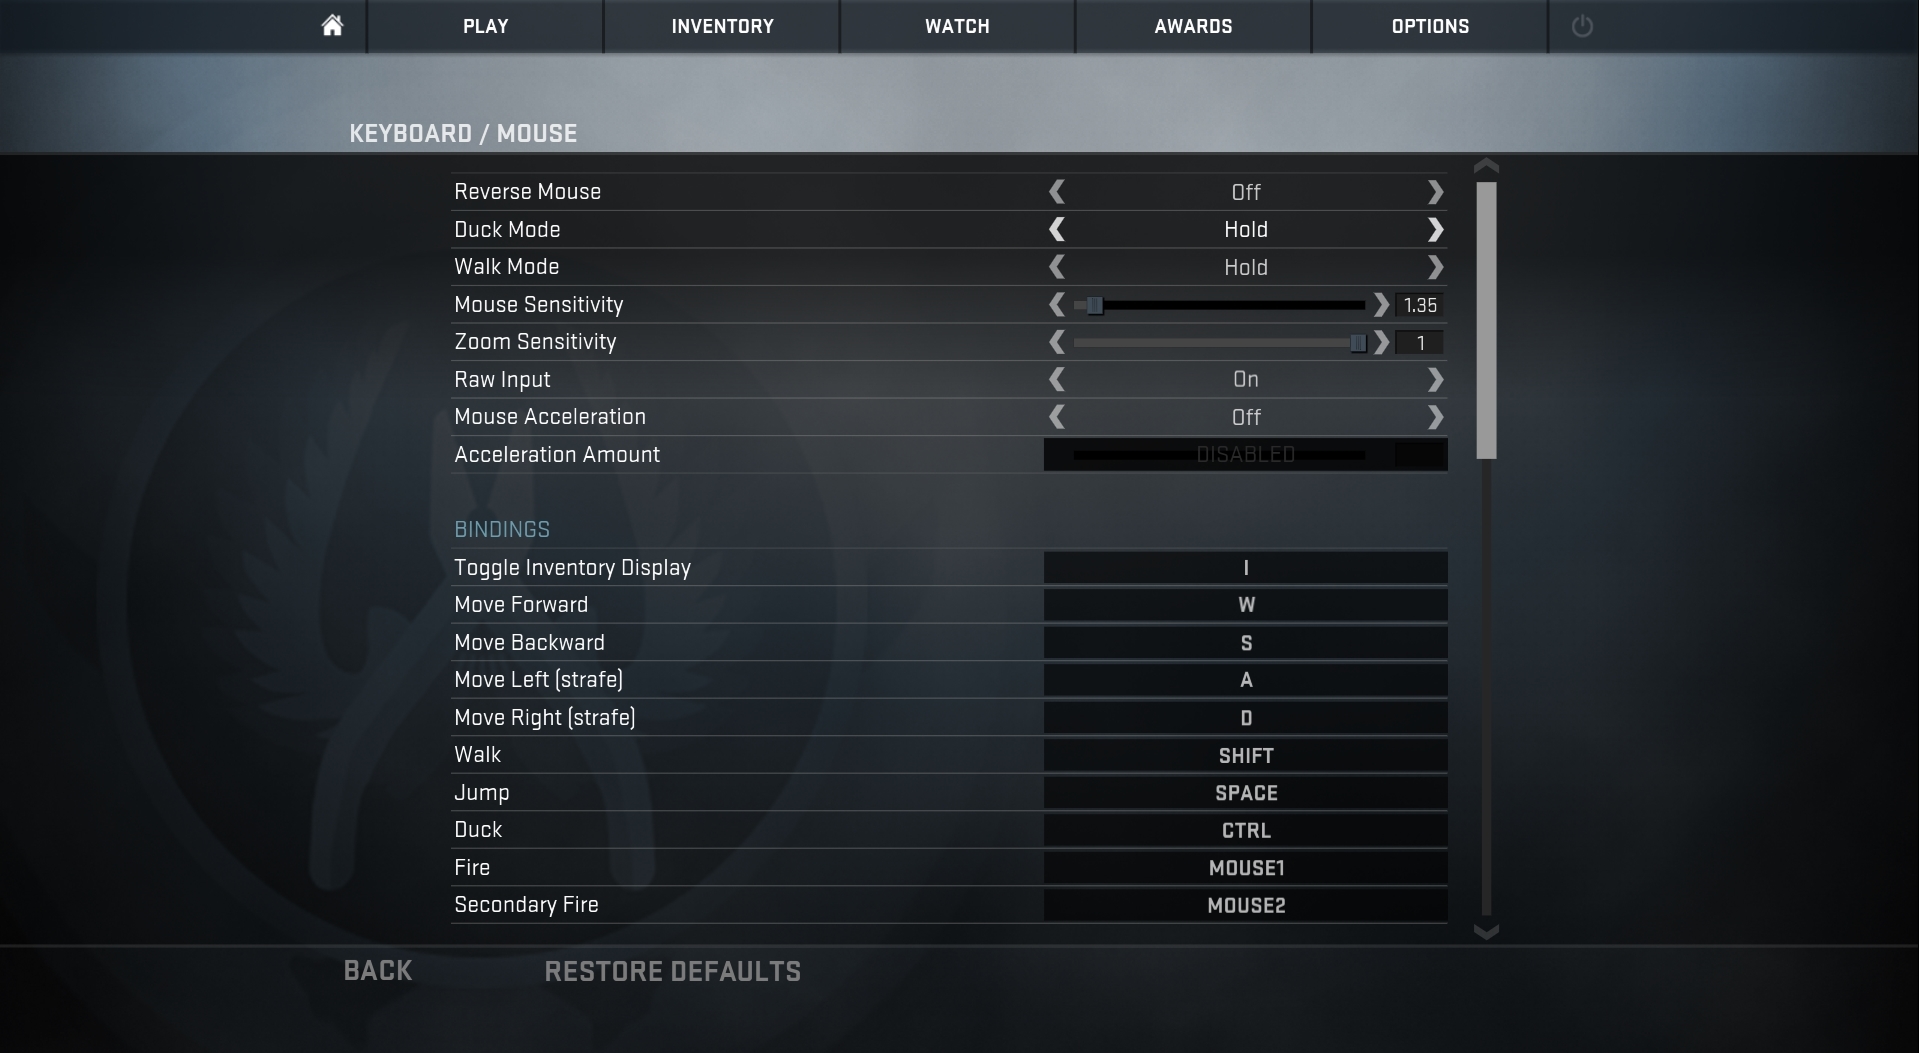 PLAY INVENTORY WATCH AWARDS OPTIONS
KEYBOARD / MOUSE
Reverse Mouse Off
Duck Mode Hold
Walk Mode Hold
Mouse Sensitivity 1.35
Zoom Sensitivity 1
Raw Input On
Mouse Acceleration Off
Acceleration Amount DISABLED
BINDINGS
Toggle Inventory Display I
Move Forward W
Move Backward S
Move Left (strafe) A
Move Right (strafe) D
Walk SHIFT
Jump SPACE
Duck CTRL
Fire MOUSE1
Secondary Fire MOUSE2
BACK RESTORE DEFAULTS